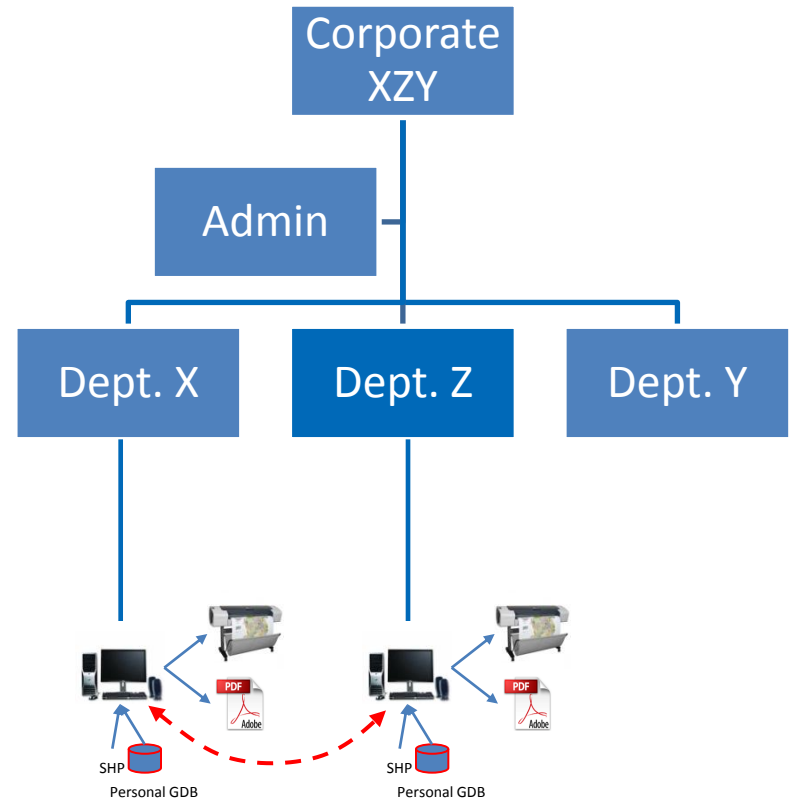 Corporate
XZY
Admin
Dept. X
Dept. Z
Dept. Y
PDF
Adobe
PDF
Adobe
SHP
SHP
Personal GDB
Personal GDB